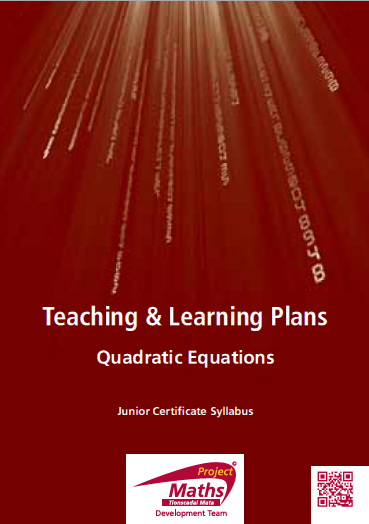 Teaching & Learning Plans
Quadratic Equations
Junior Certificate Syllabus
Project
Maths
Tionscadal Mata
Development Team